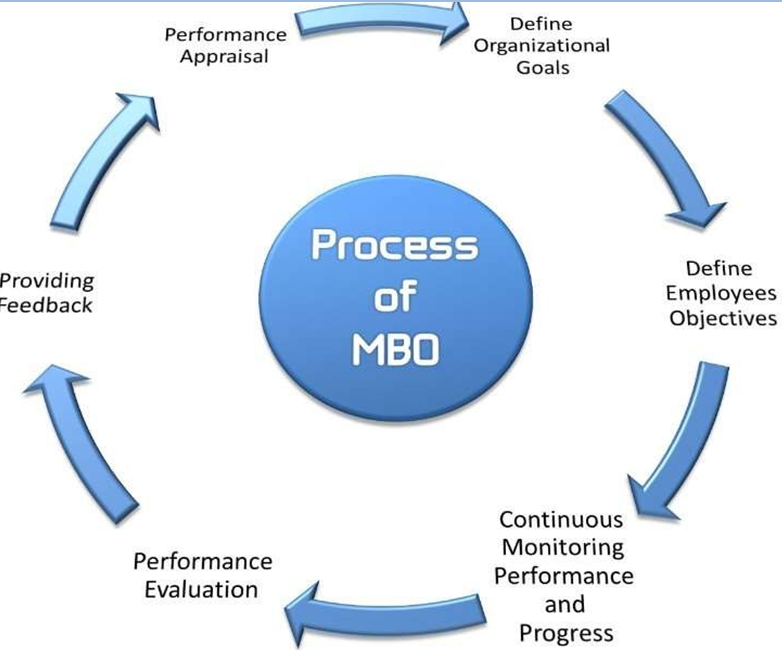 Performance
Appraisal
Define
Organizational
Goals
Define
Employees
Objectives
Continuous
Monitoring
Performance
and
Progress
Performance
Evaluation
Providing
Feedback
Process
of
MBO